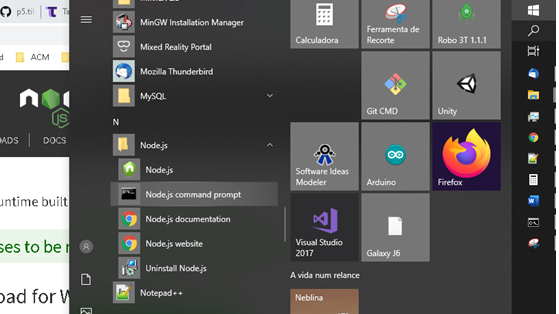 p5.ti
ACM
OADS
DOCS
untime built
ses to be r
oad for W
MinGW Installation Manager
Mixed Reality Portal
Mozilla Thunderbird
MySQL
N
Node.js
Node.js
Node.js command prompt
Node.js documentation
Node.js website
Uninstall Node.js
Notepad++
Calculadora
Ferramenta de
Recorte
Robo 3T 1.1.1
Git CMD
Unity
Software Ideas
Modeler
Arduino
Firefox
Visual Studio
2017
Galaxy J6
A vida num relance
Neblina